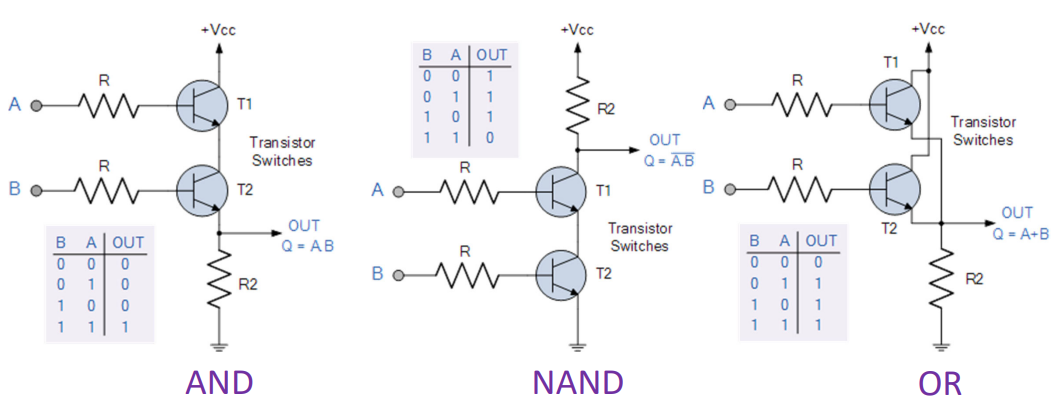 +Vcc
R
A
T1
Transistor
Switches
R
B
T2
OUT
Q = A.B
B A OUT
0 0 0
0 1 0
1 0 0
1 1 1
R2
AND
+Vcc
B A OUT
0 0 1
0 1 1
1 0 1
1 1 0
R2
OUT
Q = A̅.̅B̅
R
A
T1
Transistor
Switches
R
B
T2
NAND
+Vcc
T1
R
A
Transistor
Switches
R
B
T2
OUT
Q = A+B
B A OUT
0 0 0
0 1 1
1 0 1
1 1 1
R2
OR